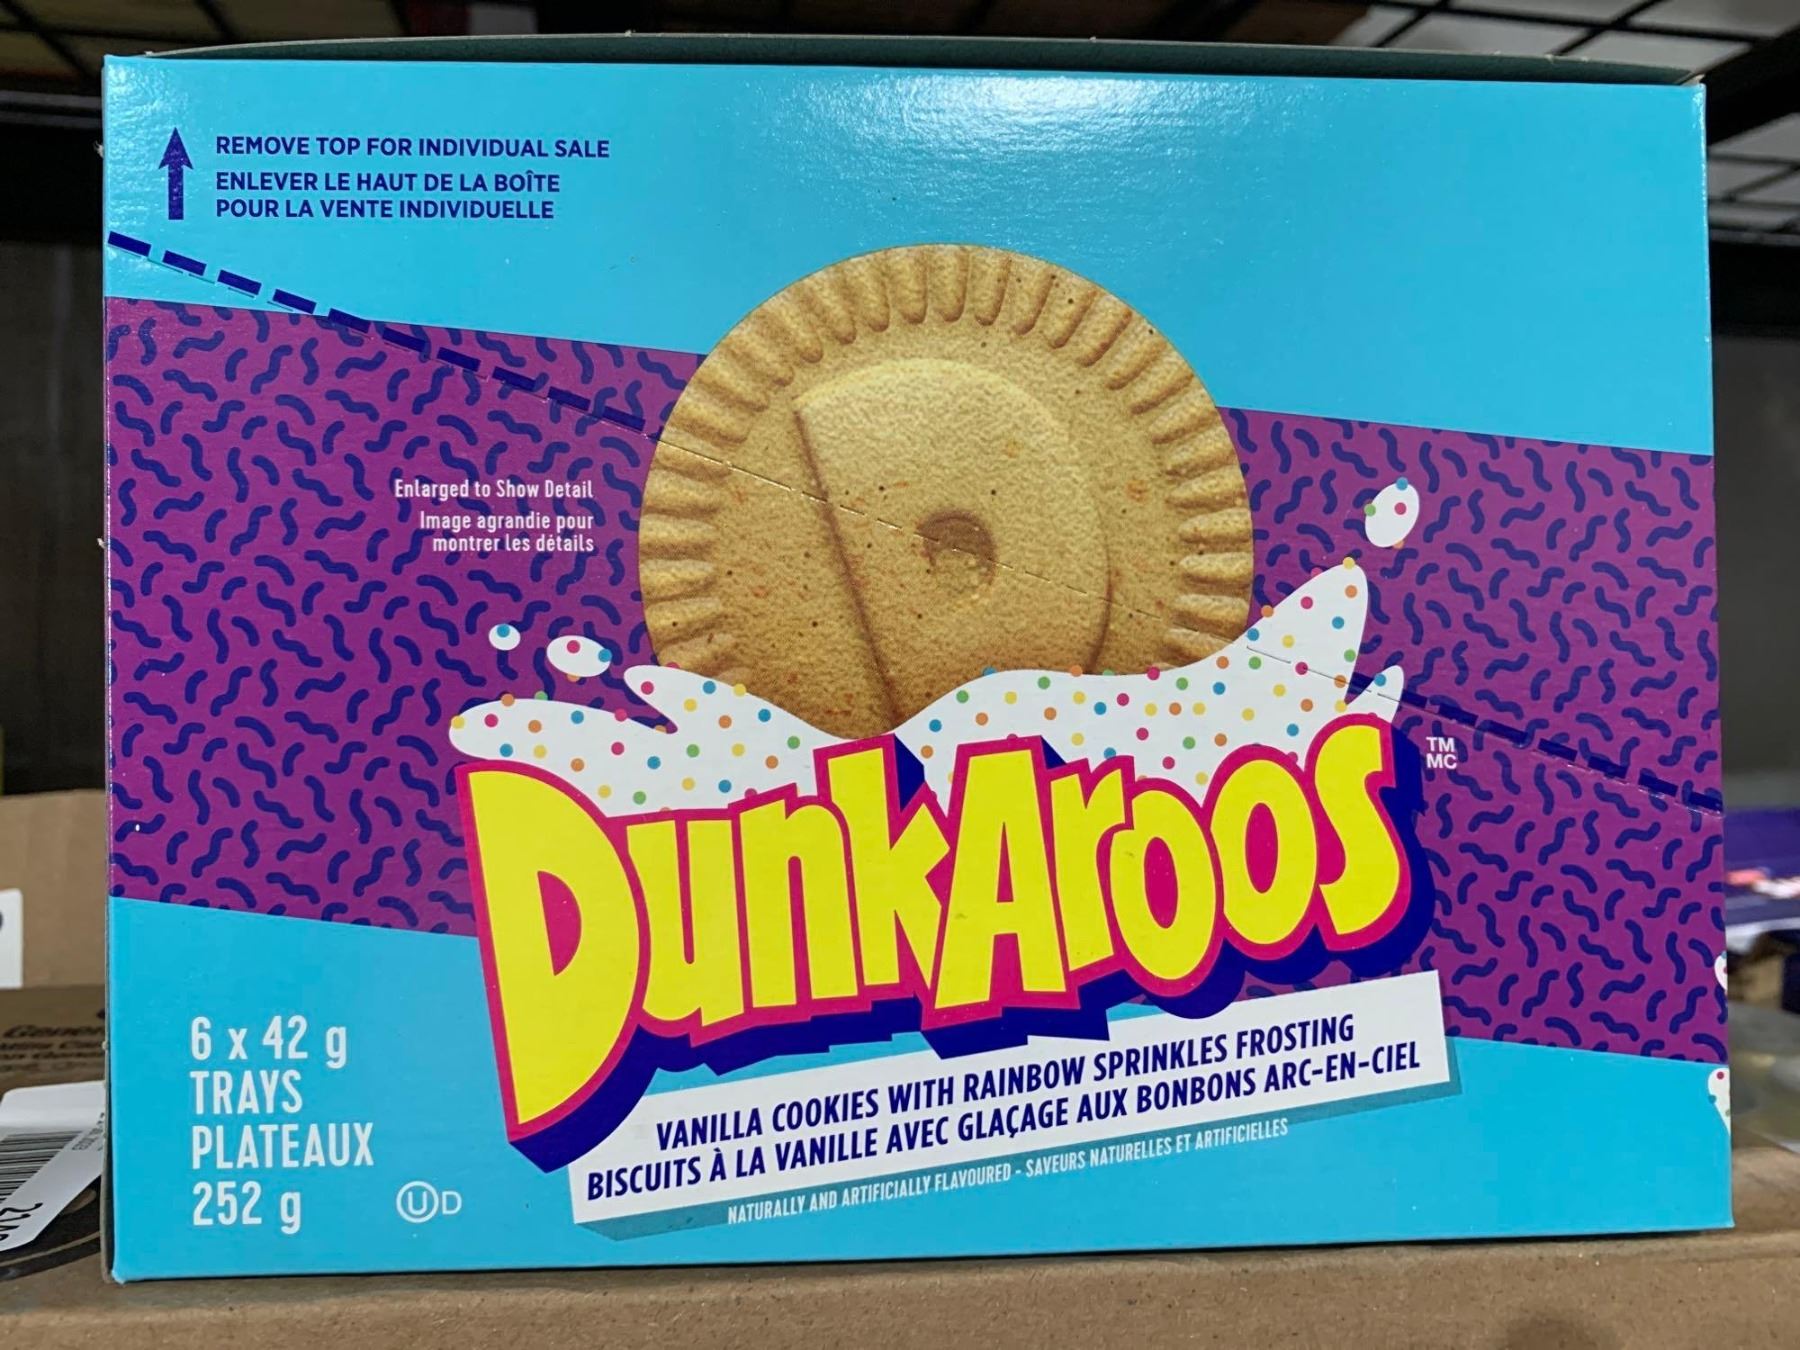 REMOVE TOP FOR INDIVIDUAL SALE
ENLEVER LE HAUT DE LA BOÎTE
POUR LA VENTE INDIVIDUELLE
Enlarged to Show Detail
Image agrandie pour
montrer les détails
D
DunkAroos
TM
MC
VANILLA COOKIES WITH RAINBOW SPRINKLES FROSTING
BISCUITS À LA VANILLE AVEC GLAÇAGE AUX BONBONS ARC-EN-CIEL
NATURALLY AND ARTIFICIALLY FLAVOURED - SAVEURS NATURELLES ET ARTIFICIELLES
6 x 42 g
TRAYS
PLATEAUX
252 g
UD